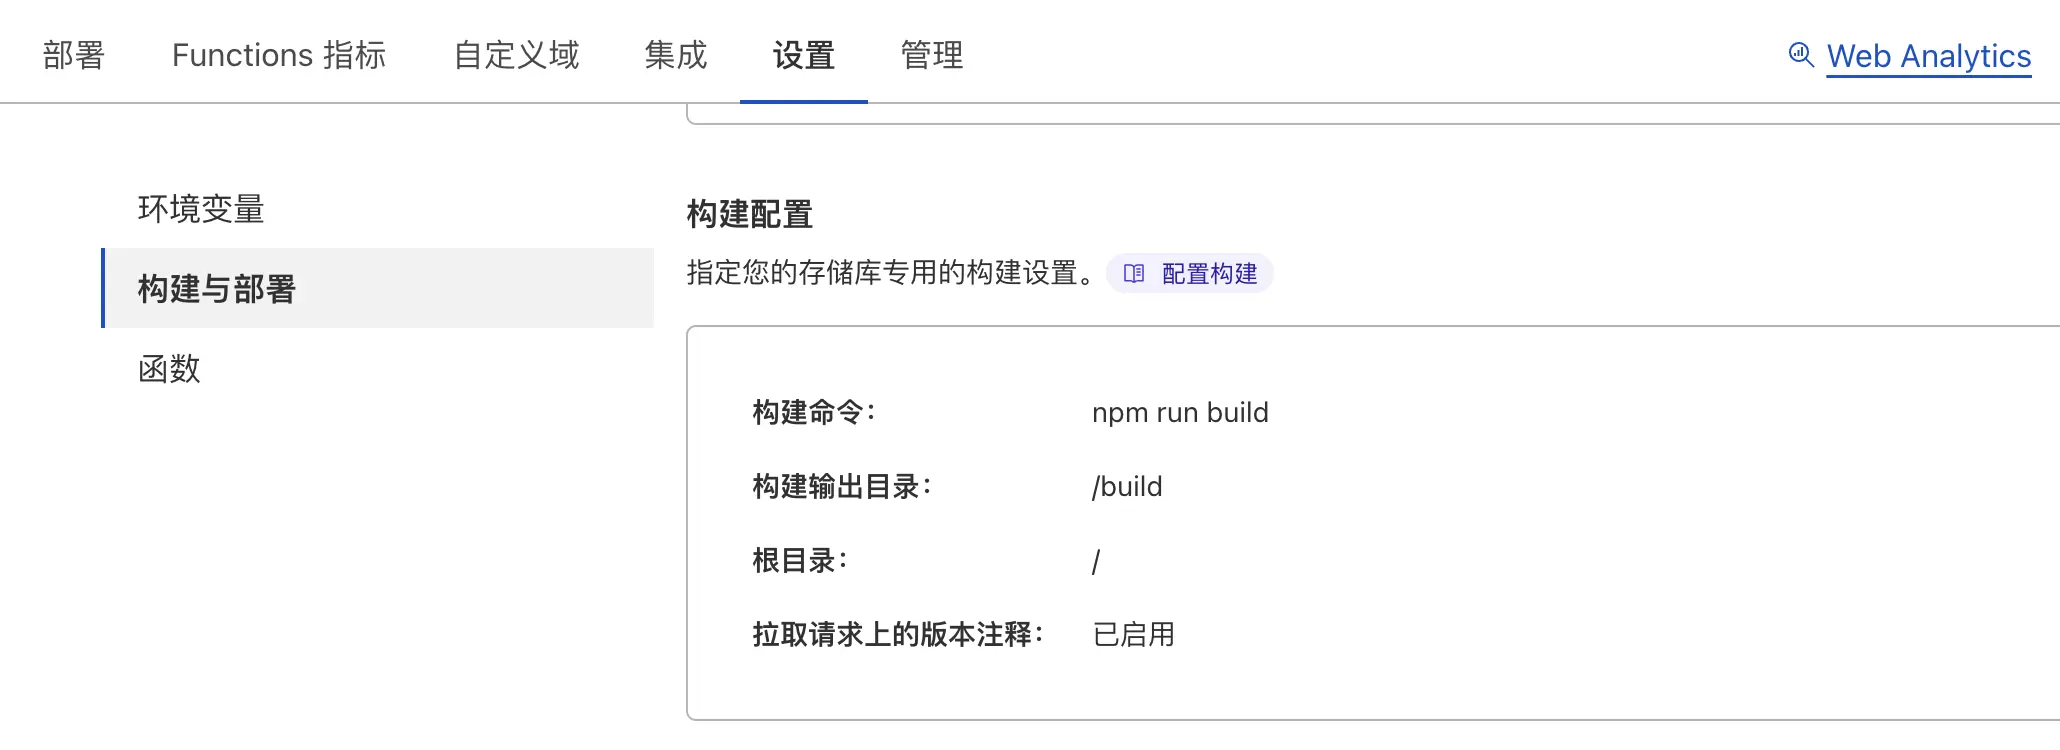 部署 Functions 指标 自定义域 集成 设置 管理 Web Analytics
环境变量
构建与部署
函数
构建配置
指定您的存储库专用的构建设置。 配置构建
构建命令： npm run build
构建输出目录： /build
根目录： /
拉取请求上的版本注释： 已启用